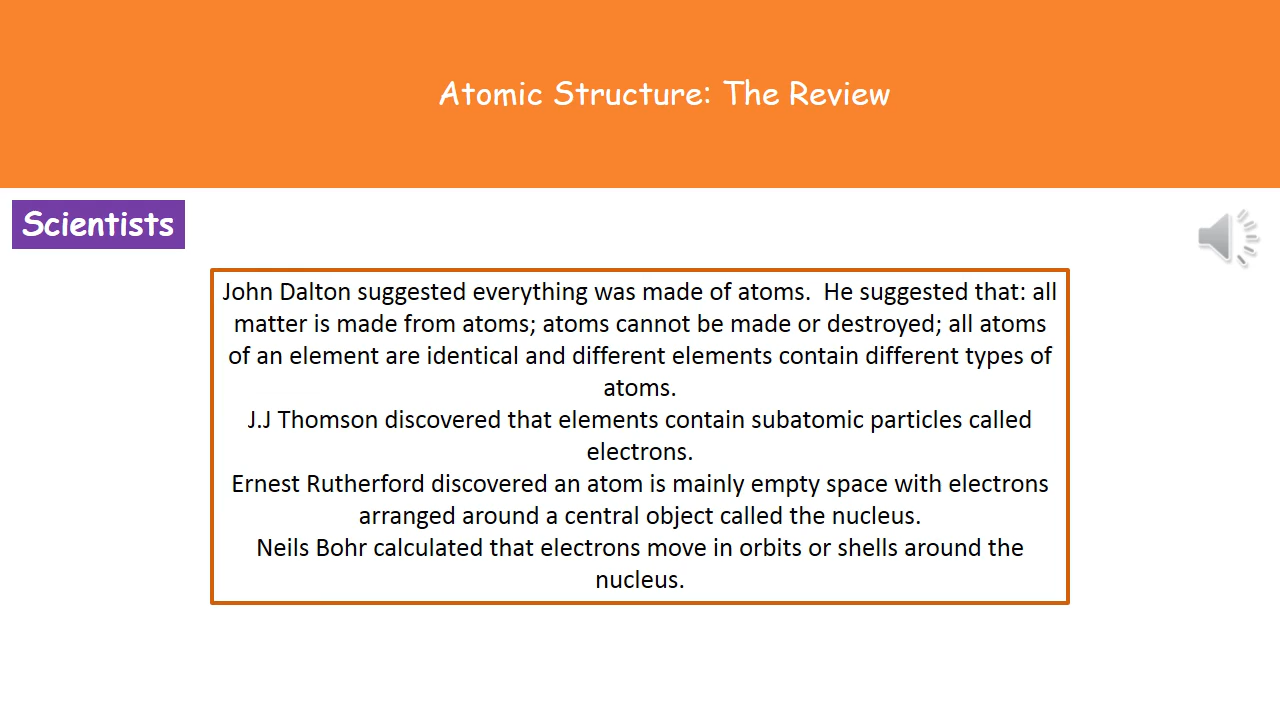 Atomic Structure: The Review
Scientists
John Dalton suggested everything was made of atoms.  He suggested that: all
matter is made from atoms; atoms cannot be made or destroyed; all atoms
of an element are identical and different elements contain different types of
atoms.
J.J Thomson discovered that elements contain subatomic particles called
electrons.
Ernest Rutherford discovered an atom is mainly empty space with electrons
arranged around a central object called the nucleus.
Neils Bohr calculated that electrons move in orbits or shells around the
nucleus.